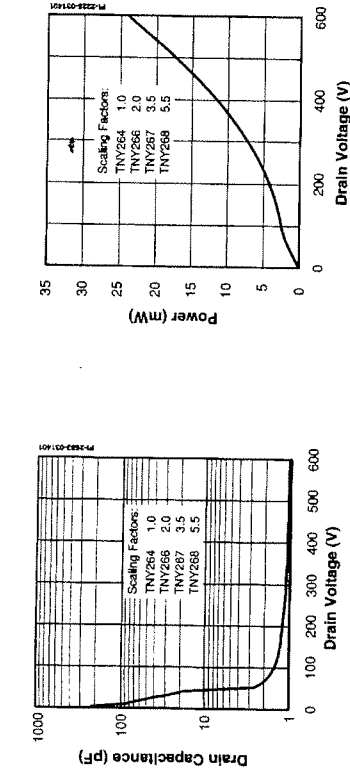 PI-2683-031401
1000
100
10
1
Drain Capacitance (pF)
Scaling Factors:
TNY264 1.0
TNY266 2.0
TNY267 3.5
TNY268 5.5
0 100 200 300 400 500 600
Drain Voltage (V)
35
30
25
20
15
10
5
0
Power (mW)
Scaling Factors:
TNY264 1.0
TNY266 2.0
TNY267 3.5
TNY268 5.5
0 200 400 600
Drain Voltage (V)